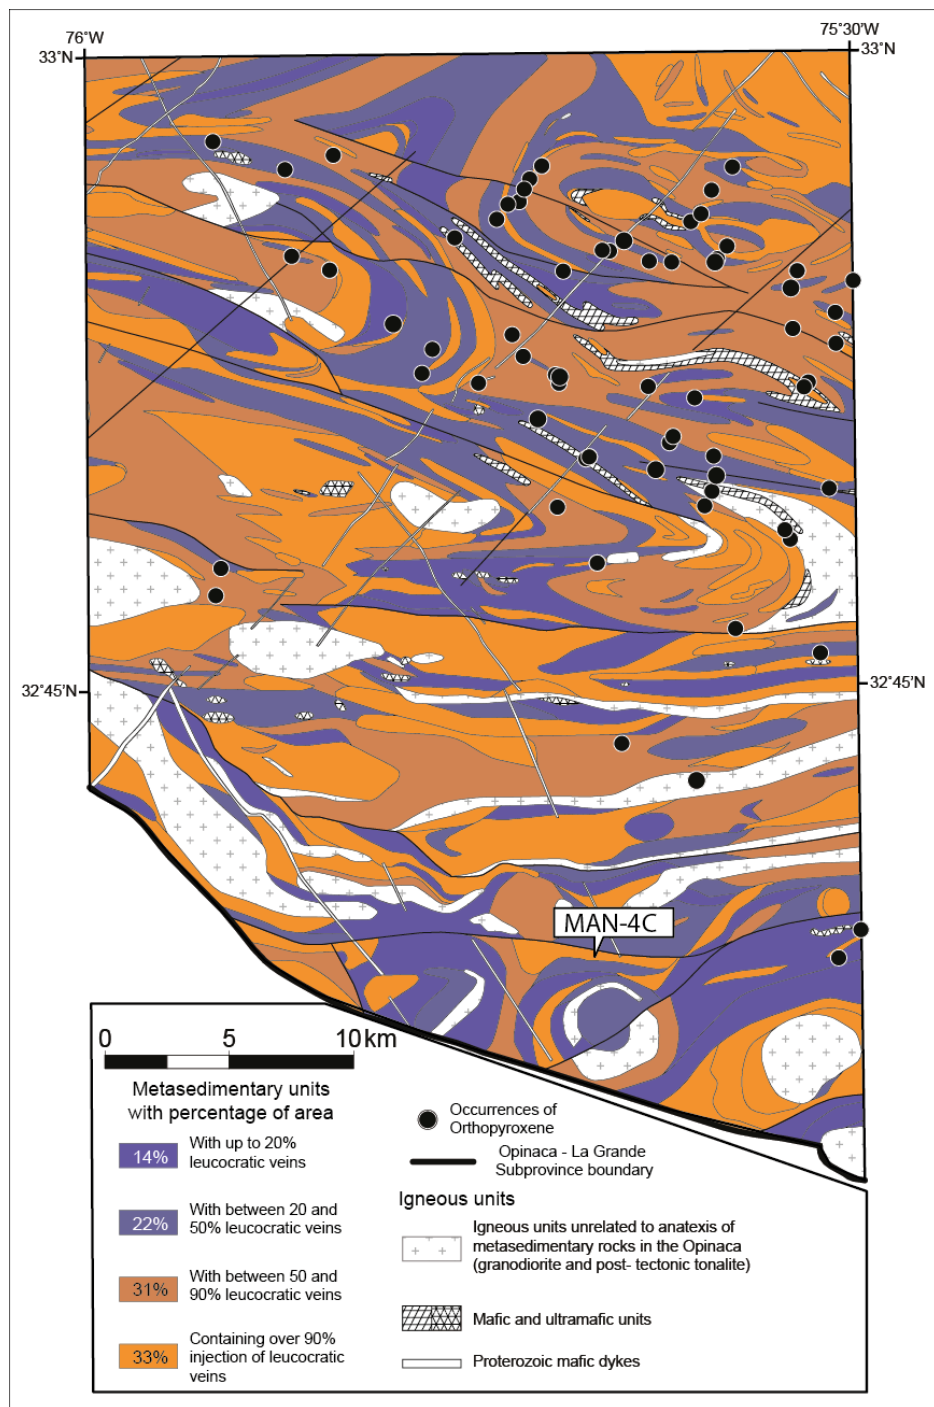 76°W
75°30'W
33°N
33°N
32°45'N
32°45'N
MAN-4C
0 5 10 km
Metasedimentary units
with percentage of area
14%
With up to 20%
leucocratic veins
22%
With between 20 and
50% leucocratic veins
31%
With between 50 and
90% leucocratic veins
33%
Containing over 90%
injection of leucocratic
veins
Occurrences of
Orthopyroxene
Opinaca - La Grande
Subprovince boundary
Igneous units
Igneous units unrelated to anatexis of
metasedimentary rocks in the Opinaca
(granodiorite and post- tectonic tonalite)
Mafic and ultramafic units
Proterozoic mafic dykes